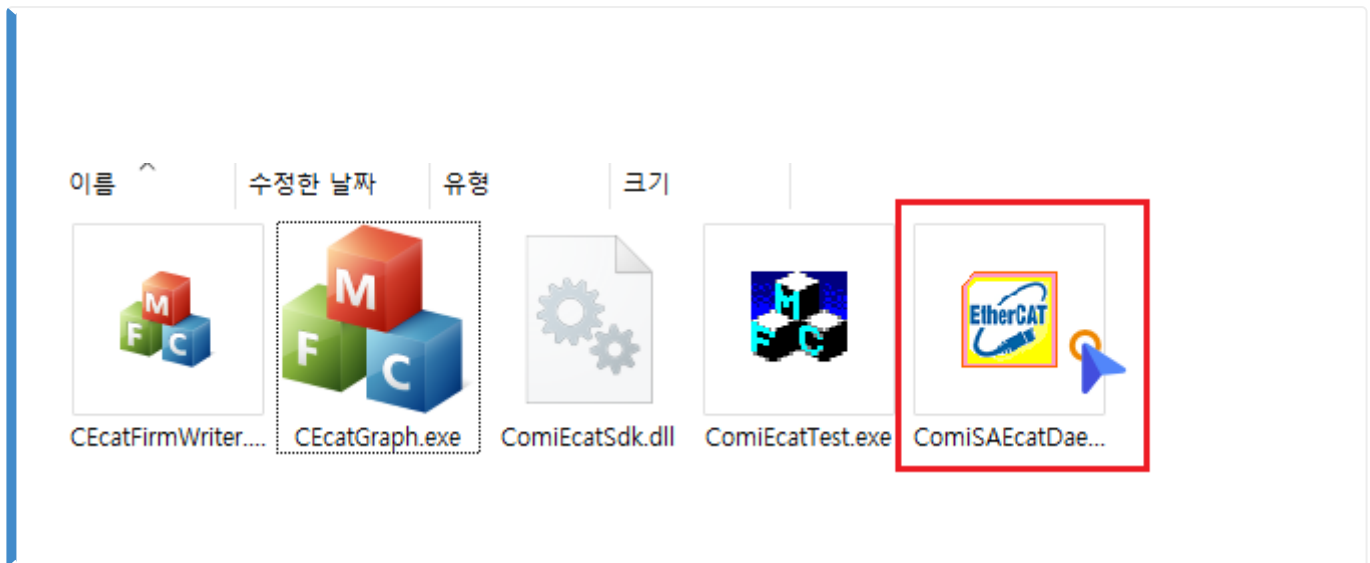 이름 수정한 날짜 유형 크기
M F C
M F C
M F C
EtherCAT
CEcatFirmWriter.... CEcatGraph.exe ComiEcatSdk.dll ComiEcatTest.exe ComiSAEcatDae...